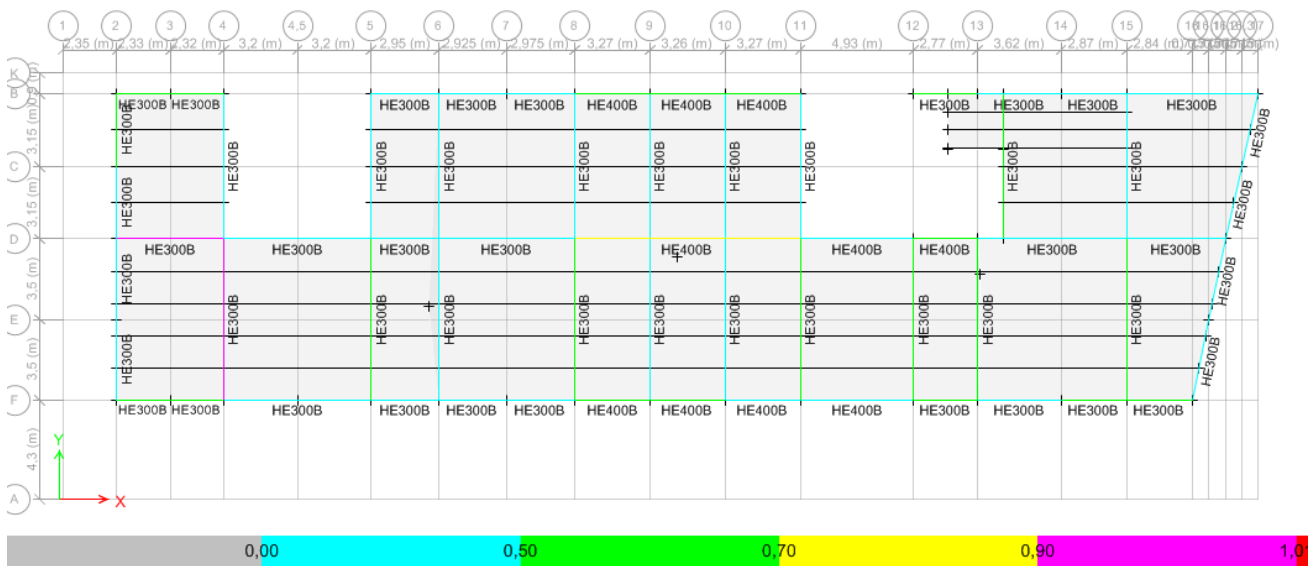 1 2 3 4 4,5 5 6 7 8 9 10 11 12 13 14 15 17
2,35 (m) 2,33 (m) 2,32 (m) 3,2 (m) 3,2 (m) 2,95 (m) 2,925 (m) 2,975 (m) 3,27 (m) 3,26 (m) 3,27 (m) 4,93 (m) 2,77 (m) 3,62 (m) 2,87 (m) 2,84 (m)
K
B
HE300B HE300B HE300B HE300B HE300B HE400B HE400B HE400B HE300B HE300B HE300B HE300B
HE300B
HE300B
3,15 (m)
C
HE300B HE300B HE300B HE300B HE300B HE300B HE300B HE300B HE300B HE300B
3,15 (m)
HE300B
HE300B
D
HE300B HE300B HE300B HE300B HE400B HE400B HE400B HE300B HE300B
3,5 (m)
HE300B
HE300B
E
HE300B HE300B HE300B HE300B HE300B HE300B HE300B HE300B HE300B HE300B
3,5 (m)
HE300B
HE300B
F
HE300B HE300B HE300B HE300B HE300B HE300B HE400B HE400B HE400B HE400B HE300B HE300B HE300B HE300B
4,3 (m)
Y
A
X
0,00 0,50 0,70 0,90